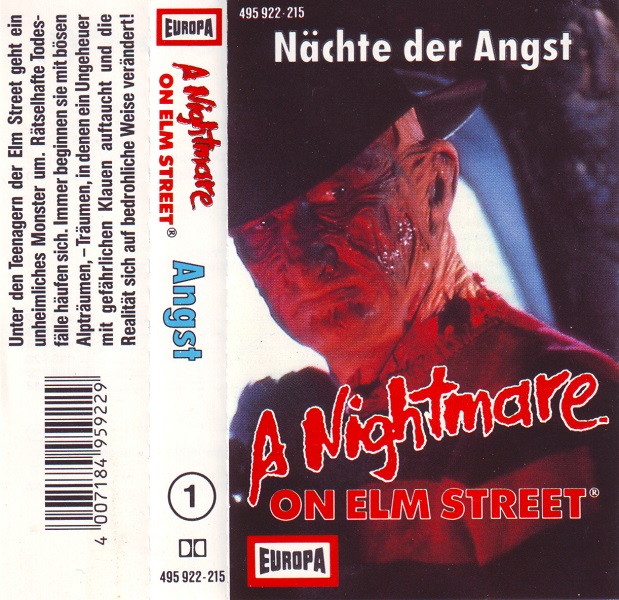 Unter den Teenagern der Elm Street geht ein
unheimliches Monster um. Rätselhafte Todes-
fälle häufen sich. Immer beginnen sie mit bösen
Alpträumen, – Träumen, in denen ein Ungeheuer
mit gefährlichen Klauen auftaucht und die
Realität sich auf bedrohliche Weise verändert!
4 007184 959229
EUROPA
A Nightmare
ON ELM STREET®
Angst
1
495 922-215
495 922-215
Nächte der Angst
A Nightmare
ON ELM STREET®
EUROPA